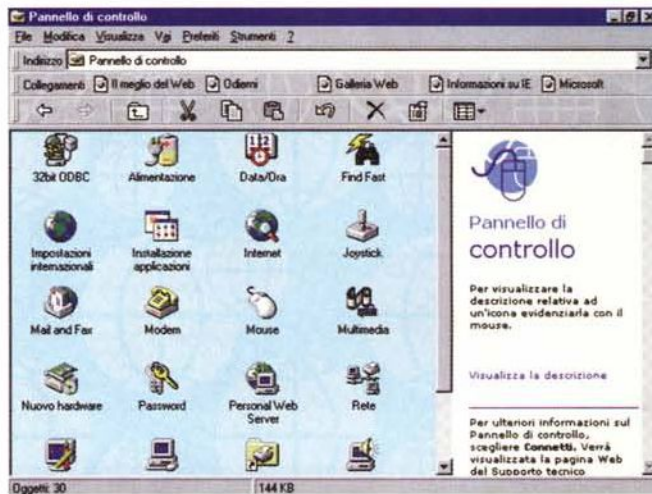 Pannello di controllo
File Modifica Visualizza Vai Preferiti Strumenti ?
Indirizzo Pannello di controllo
Collegamenti Il meglio del Web Odierni Galleria Web Informazioni su IE Microsoft
32bit ODBC Alimentazione Data/Ora Find Fast
Impostazioni internazionali Installazione applicazioni Internet Joystick
Mail and Fax Modem Mouse Multimedia
Nuovo hardware Password Personal Web Server Rete
Pannello di
controllo
Per visualizzare la
descrizione relativa ad
un'icona evidenziarla con il
mouse.
Visualizza la descrizione
Per ulteriori informazioni sul
Pannello di controllo,
scegliere Connetti. Verrà
visualizzata la pagina Web
del Supporto tecnico
Oggetti: 30 144 KB